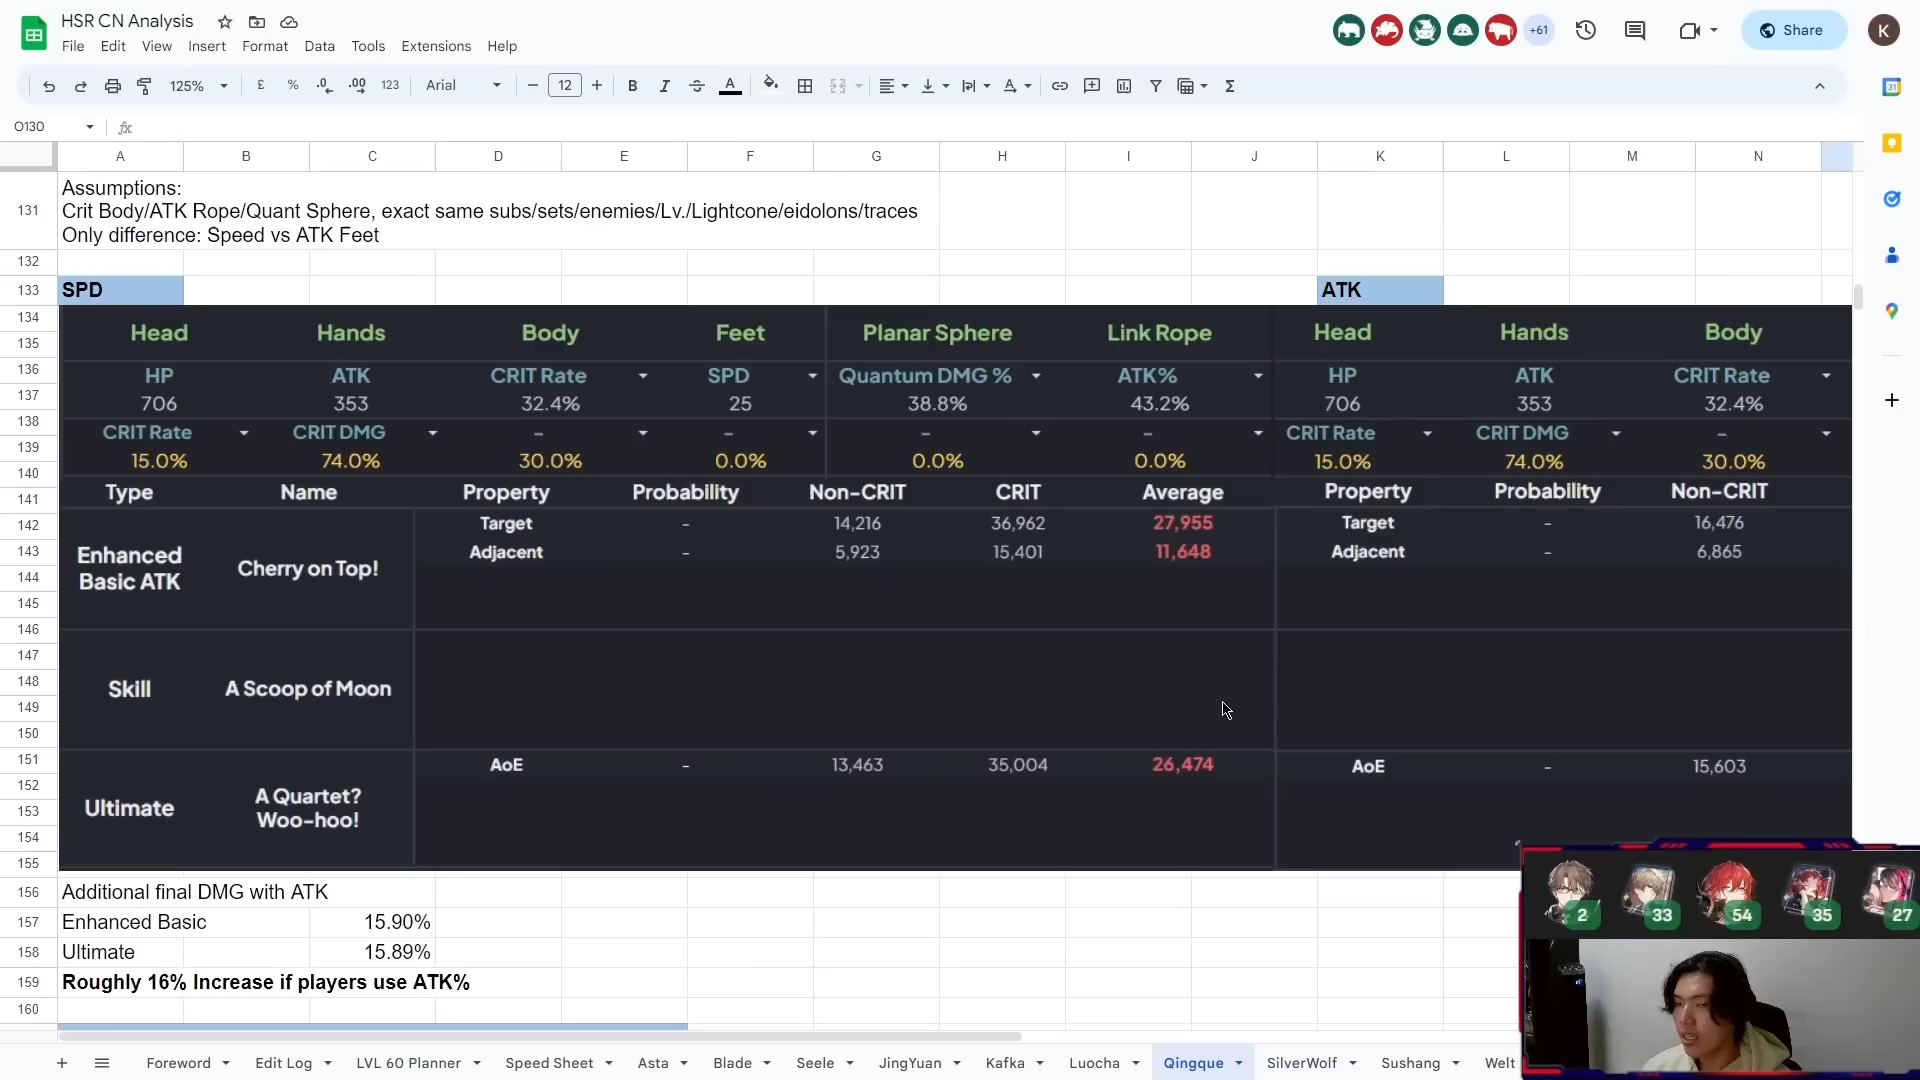 HSR CN Analysis
File Edit View Insert Format Data Tools Extensions Help
+61
Share
K
125%
£ % .0 .00 123
Arial
12
B I S A
O130
fx
A B C D E F G H I J K L M N
131
Assumptions:
Crit Body/ATK Rope/Quant Sphere, exact same subs/sets/enemies/Lv./Lightcone/eidolons/traces
Only difference: Speed vs ATK Feet
132
133 SPD ATK
134
135
136
137
138
139
140
141
142
143
144
145
146
147
148
149
150
151
152
153
154
155
Head Hands Body Feet Planar Sphere Link Rope Head Hands Body
HP ATK CRIT Rate SPD Quantum DMG % ATK% HP ATK CRIT Rate
706 353 32.4% 25 38.8% 43.2% 706 353 32.4%
CRIT Rate CRIT DMG – – – – CRIT Rate CRIT DMG –
15.0% 74.0% 30.0% 0.0% 0.0% 0.0% 15.0% 74.0% 30.0%
Type Name Property Probability Non-CRIT CRIT Average Property Probability Non-CRIT
Target – 14,216 36,962 27,955 Target – 16,476
Adjacent – 5,923 15,401 11,648 Adjacent – 6,865
Enhanced
Basic ATK
Cherry on Top!
Skill A Scoop of Moon
AoE – 13,463 35,004 26,474 AoE – 15,603
Ultimate
A Quartet?
Woo-hoo!
156 Additional final DMG with ATK
157 Enhanced Basic 15.90%
158 Ultimate 15.89%
159 Roughly 16% Increase if players use ATK%
160
2 33 54 35 27
31
Foreword Edit Log LVL 60 Planner Speed Sheet Asta Blade Seele JingYuan Kafka Luocha Qingque SilverWolf Sushang Welt